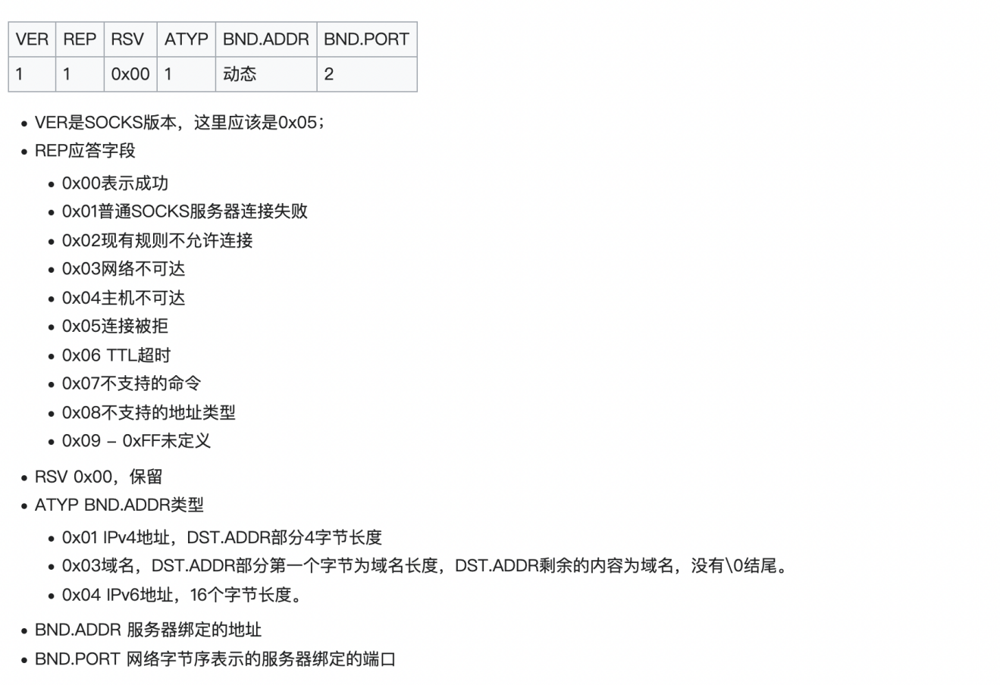 VER REP RSV ATYP BND.ADDR BND.PORT
1 1 0x00 1 动态 2
• VER是SOCKS版本，这里应该是0x05；
• REP应答字段
• 0x00表示成功
• 0x01普通SOCKS服务器连接失败
• 0x02现有规则不允许连接
• 0x03网络不可达
• 0x04主机不可达
• 0x05连接被拒
• 0x06 TTL超时
• 0x07不支持的命令
• 0x08不支持的地址类型
• 0x09 – 0xFF未定义
• RSV 0x00，保留
• ATYP BND.ADDR类型
• 0x01 IPv4地址，DST.ADDR部分4字节长度
• 0x03域名，DST.ADDR部分第一个字节为域名长度，DST.ADDR剩余的内容为域名，没有\0结尾。
• 0x04 IPv6地址，16个字节长度。
• BND.ADDR 服务器绑定的地址
• BND.PORT 网络字节序表示的服务器绑定的端口